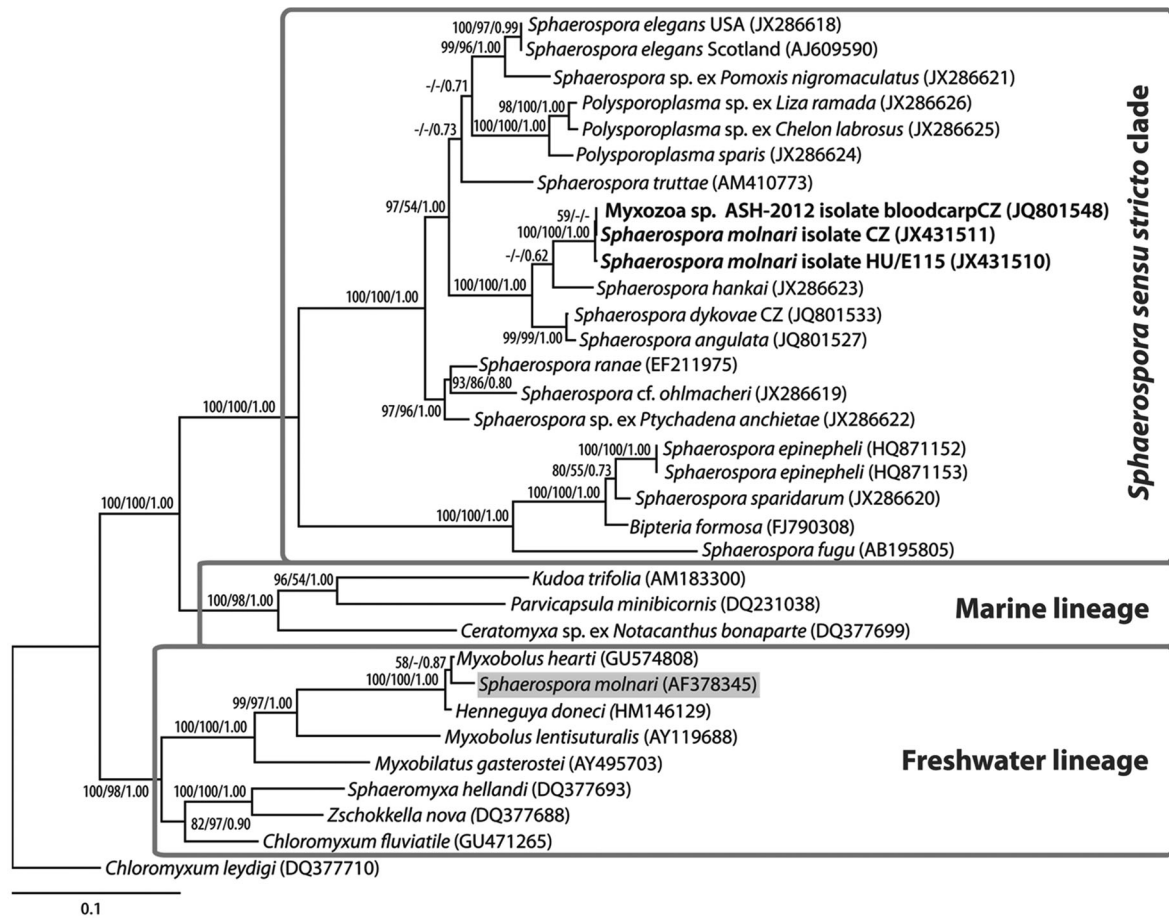 100/97/0.99 Sphaerospora elegans USA (JX286618)
99/96/1.00 Sphaerospora elegans Scotland (AJ609590)
Sphaerospora sp. ex Pomoxis nigromaculatus (JX286621)
-/-/0.71
98/100/1.00 Polysporoplasma sp. ex Liza ramada (JX286626)
-/-/0.73 100/100/1.00 Polysporoplasma sp. ex Chelon labrosus (JX286625)
Polysporoplasma sparis (JX286624)
Sphaerospora truttae (AM410773)
97/54/1.00 59/-/- Myxozoa sp. ASH-2012 isolate bloodcarpCZ (JQ801548)
100/100/1.00 Sphaerospora molnari isolate CZ (JX431511)
-/-/0.62 Sphaerospora molnari isolate HU/E115 (JX431510)
100/100/1.00 Sphaerospora hankai (JX286623)
100/100/1.00 Sphaerospora dykovae CZ (JQ801533)
99/99/1.00 Sphaerospora angulata (JQ801527)
Sphaerospora ranae (EF211975)
93/86/0.80 Sphaerospora cf. ohlmacheri (JX286619)
97/96/1.00 Sphaerospora sp. ex Ptychadena anchietae (JX286622)
100/100/1.00
100/100/1.00 Sphaerospora epinepheli (HQ871152)
80/55/0.73 Sphaerospora epinepheli (HQ871153)
100/100/1.00 Sphaerospora sparidarum (JX286620)
100/100/1.00 100/100/1.00 Bipteria formosa (FJ790308)
Sphaerospora fugu (AB195805)
Sphaerospora sensu stricto clade
96/54/1.00 Kudoa trifolia (AM183300)
100/98/1.00 Parvicapsula minibicornis (DQ231038)
Ceratomyxa sp. ex Notacanthus bonaparte (DQ377699)
Marine lineage
58/-/0.87 Myxobolus hearti (GU574808)
100/100/1.00 Sphaerospora molnari (AF378345)
99/97/1.00 Henneguya doneci (HM146129)
100/100/1.00 Myxobolus lentisuturalis (AY119688)
Myxobilatus gasterostei (AY495703)
100/98/1.00 100/100/1.00 Sphaeromyxa hellandi (DQ377693)
Zschokkella nova (DQ377688)
82/97/0.90 Chloromyxum fluviatile (GU471265)
Freshwater lineage
Chloromyxum leydigi (DQ377710)
0.1